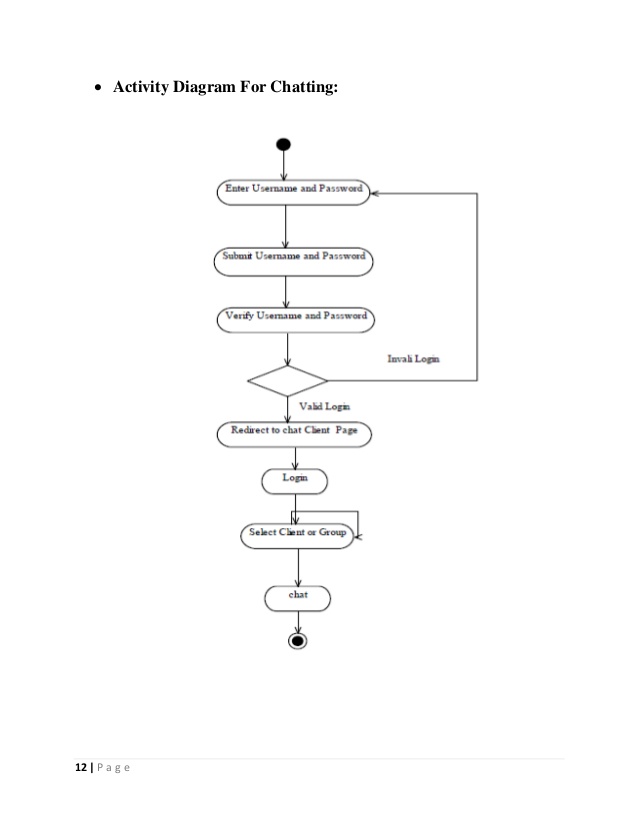 • Activity Diagram For Chatting:
Enter Username and Password
Submit Username and Password
Verify Username and Password
Invali Login
Valid Login
Redirect to chat Client Page
Login
Select Client or Group
chat
12 | P a g e